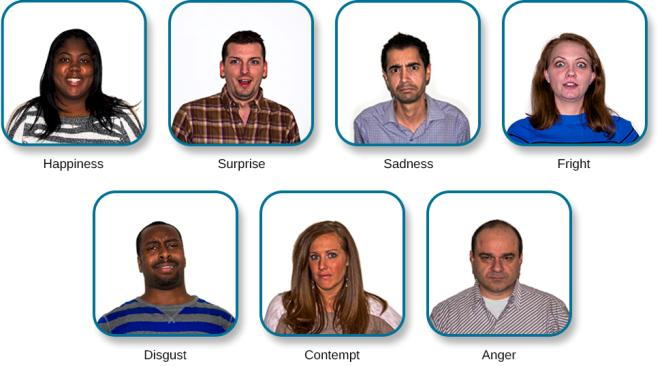 Happiness
Surprise
Sadness
Fright
Disgust
Contempt
Anger